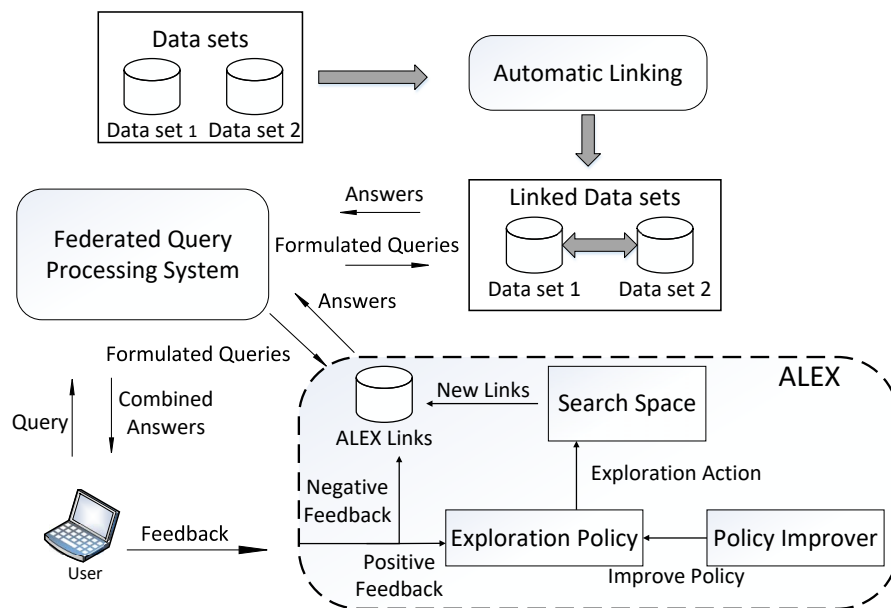 Data sets
Data set 1
Data set 2
Automatic Linking
Linked Data sets
Data set 1
Data set 2
Answers
Formulated Queries
Federated Query
Processing System
Answers
Formulated Queries
Combined
Answers
Query
User
Feedback
ALEX
ALEX Links
New Links
Search Space
Exploration Action
Negative
Feedback
Positive
Feedback
Exploration Policy
Improve Policy
Policy Improver